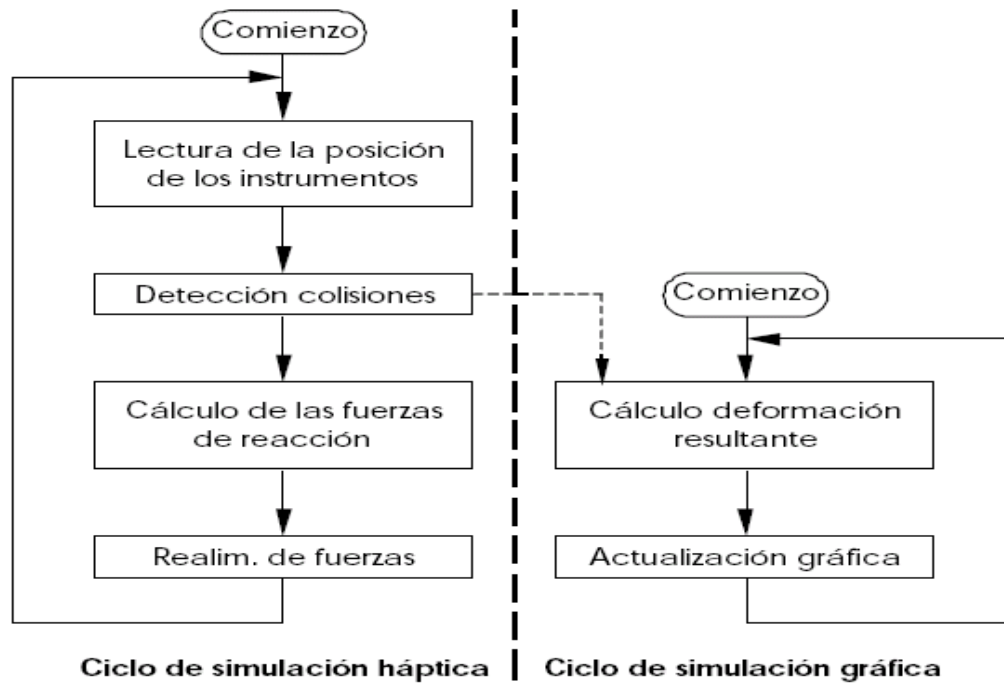 Comienzo
Lectura de la posición
de los instrumentos
Detección colisiones
Cálculo de las fuerzas
de reacción
Realim. de fuerzas
Ciclo de simulación háptica
Comienzo
Cálculo deformación
resultante
Actualización gráfica
Ciclo de simulación gráfica